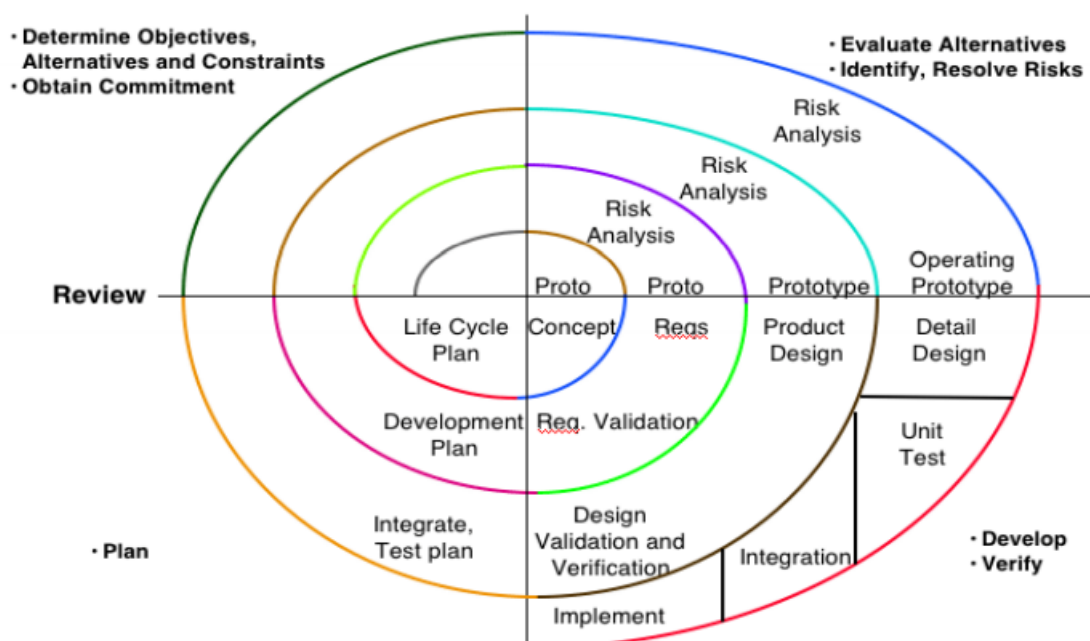 · Determine Objectives,
Alternatives and Constraints
· Obtain Commitment
· Evaluate Alternatives
· Identify, Resolve Risks
Risk
Analysis
Risk
Analysis
Risk
Analysis
Operating
Prototype
Proto
Proto
Prototype
Review
Life Cycle
Plan
Concept
Reqs
Product
Design
Detail
Design
Development
Plan
Req. Validation
Unit
Test
Integrate,
Test plan
Design
Validation and
Verification
Integration
Implement
· Plan
· Develop
· Verify